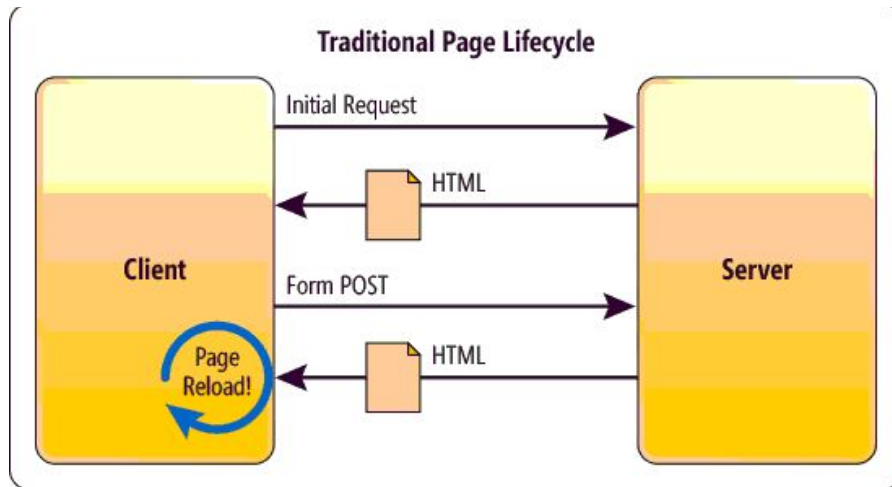 Traditional Page Lifecycle
Initial Request
HTML
Client
Server
Form POST
HTML
Page
Reload!